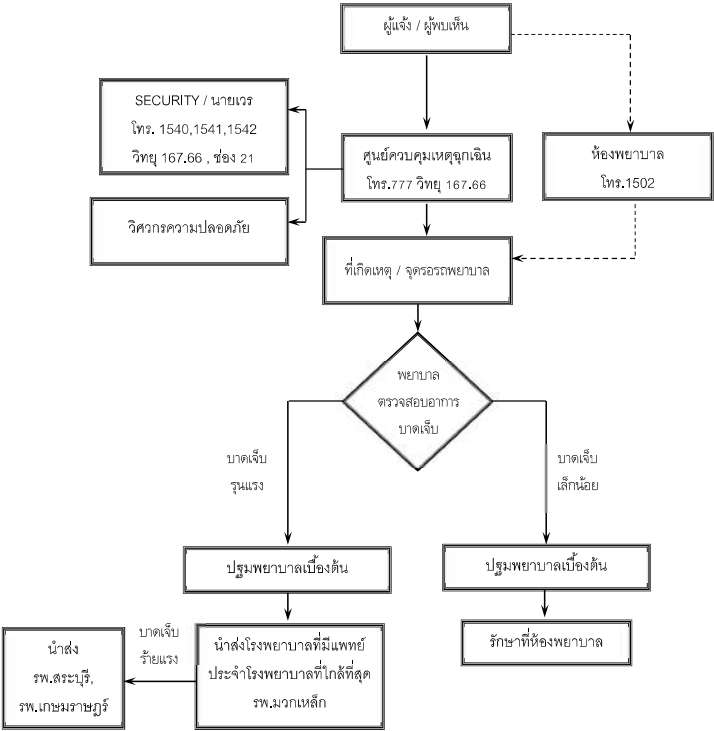 ผู้แจ้ง / ผู้พบเห็น
SECURITY / นายเวร
โทร. 1540,1541,1542
วิทยุ 167.66 , ช่อง 21
ศูนย์ควบคุมเหตุฉุกเฉิน
โทร.777 วิทยุ 167.66
ห้องพยาบาล
โทร.1502
วิศวกรความปลอดภัย
ที่เกิดเหตุ / จุดรอรถพยาบาล
พยาบาล
ตรวจสอบอาการ
บาดเจ็บ
บาดเจ็บ
รุนแรง
บาดเจ็บ
เล็กน้อย
ปฐมพยาบาลเบื้องต้น
ปฐมพยาบาลเบื้องต้น
นำส่ง
รพ.สระบุรี,
รพ.เกษมราษฎร์
บาดเจ็บ
ร้ายแรง
นำส่งโรงพยาบาลที่มีแพทย์
ประจำโรงพยาบาลที่ใกล้ที่สุด
รพ.มวกเหล็ก
รักษาที่ห้องพยาบาล